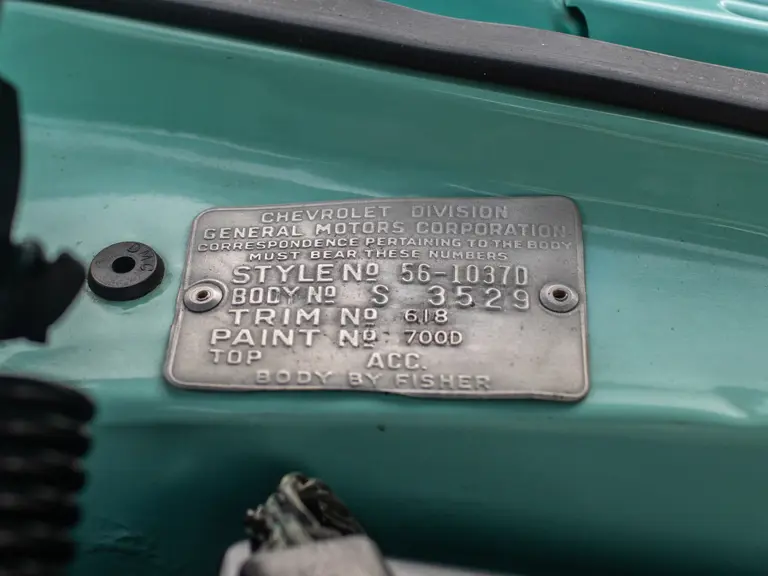 CHEVROLET DIVISION
GENERAL MOTORS CORPORATION
CORRESPONDENCE PERTAINING TO THE BODY
MUST BEAR THESE NUMBERS
STYLE Nº 56-1037D
BODY Nº S 3529
TRIM Nº 618
PAINT Nº 700D
TOP ACC.
BODY BY FISHER